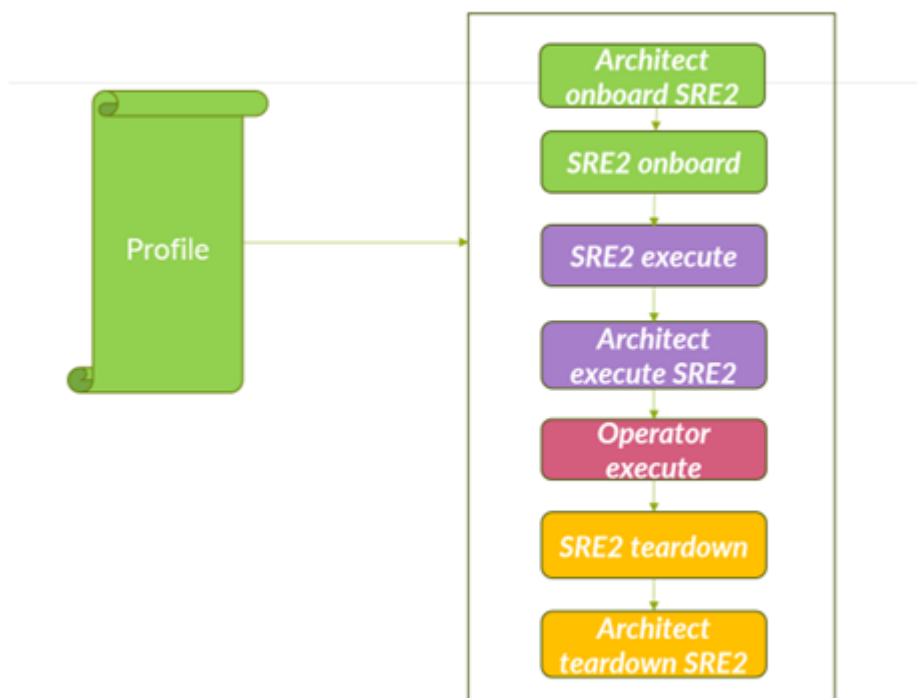 Profile
Architect
onboard SRE2
SRE2 onboard
SRE2 execute
Architect
execute SRE2
Operator
execute
SRE2 teardown
Architect
teardown SRE2